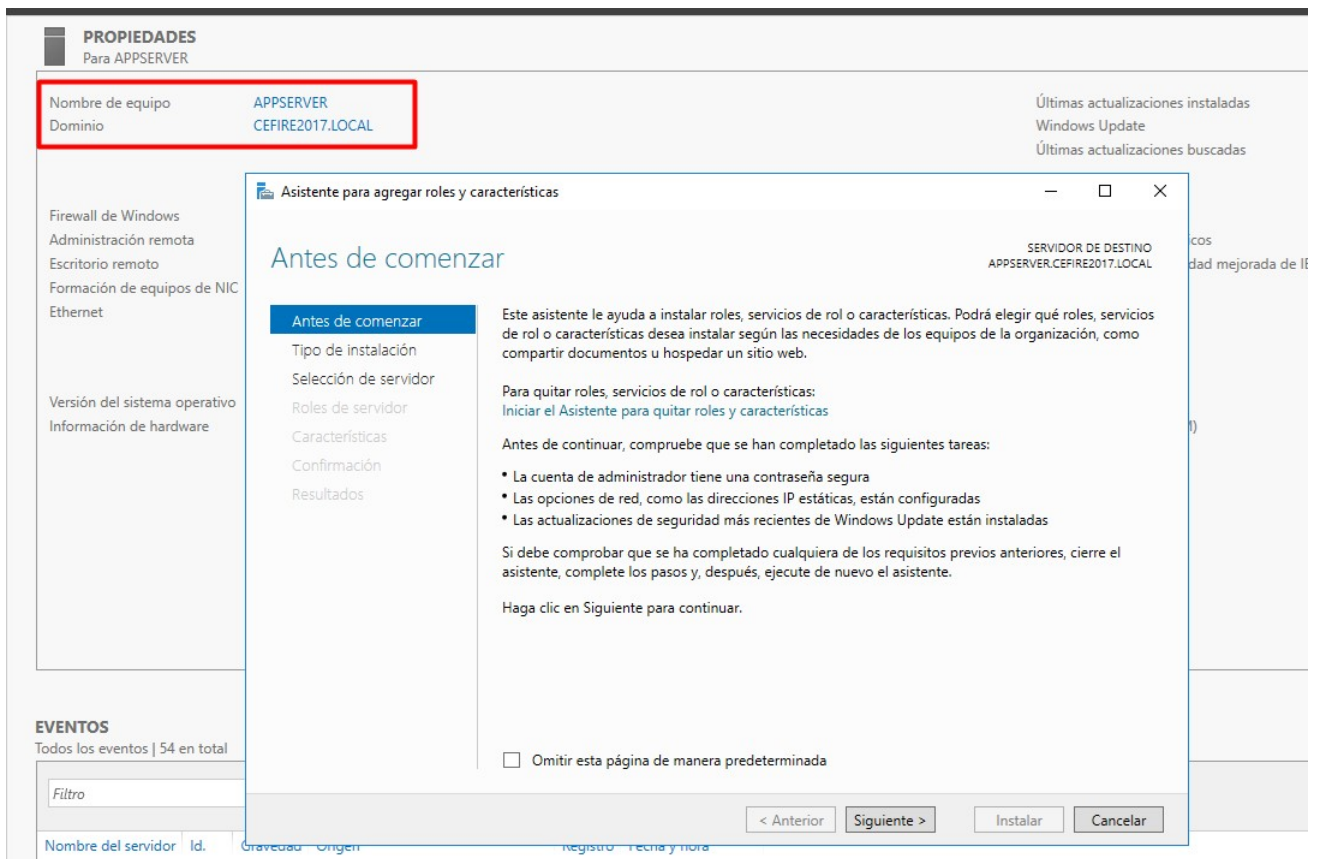 PROPIEDADES
Para APPSERVER
Nombre de equipo APPSERVER
Dominio CEFIRE2017.LOCAL
Últimas actualizaciones instaladas
Windows Update
Últimas actualizaciones buscadas
Firewall de Windows
Administración remota
Escritorio remoto
Formación de equipos de NIC
Ethernet
Versión del sistema operativo
Información de hardware
icos
dad mejorada de IE
Asistente para agregar roles y características
Antes de comenzar
SERVIDOR DE DESTINO
APPSERVER.CEFIRE2017.LOCAL
Antes de comenzar
Tipo de instalación
Selección de servidor
Roles de servidor
Características
Confirmación
Resultados
Este asistente le ayuda a instalar roles, servicios de rol o características. Podrá elegir qué roles, servicios
de rol o características desea instalar según las necesidades de los equipos de la organización, como
compartir documentos u hospedar un sitio web.
Para quitar roles, servicios de rol o características:
Iniciar el Asistente para quitar roles y características
Antes de continuar, compruebe que se han completado las siguientes tareas:
• La cuenta de administrador tiene una contraseña segura
• Las opciones de red, como las direcciones IP estáticas, están configuradas
• Las actualizaciones de seguridad más recientes de Windows Update están instaladas
Si debe comprobar que se ha completado cualquiera de los requisitos previos anteriores, cierre el
asistente, complete los pasos y, después, ejecute de nuevo el asistente.
Haga clic en Siguiente para continuar.
Omitir esta página de manera predeterminada
< Anterior Siguiente > Instalar Cancelar
EVENTOS
Todos los eventos | 54 en total
Filtro
Nombre del servidor Id. Gravedad Origen Registro Fecha y hora